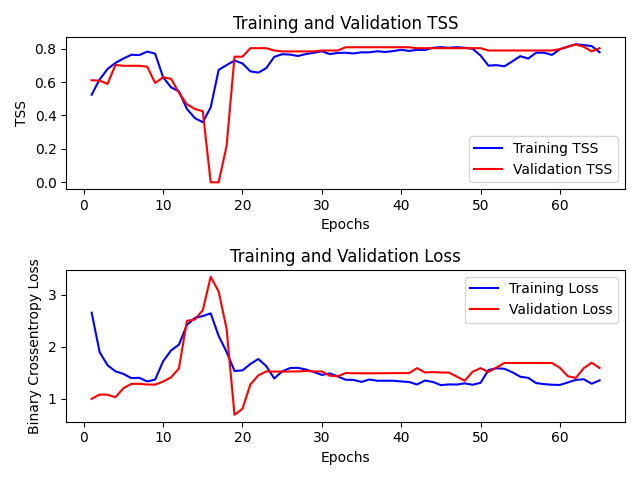 Training and Validation TSS
0.8
0.6
0.4
0.2
0.0
TSS
Training TSS
Validation TSS
0 10 20 30 40 50 60
Epochs
Training and Validation Loss
3
2
1
Binary Crossentropy Loss
Training Loss
Validation Loss
0 10 20 30 40 50 60
Epochs